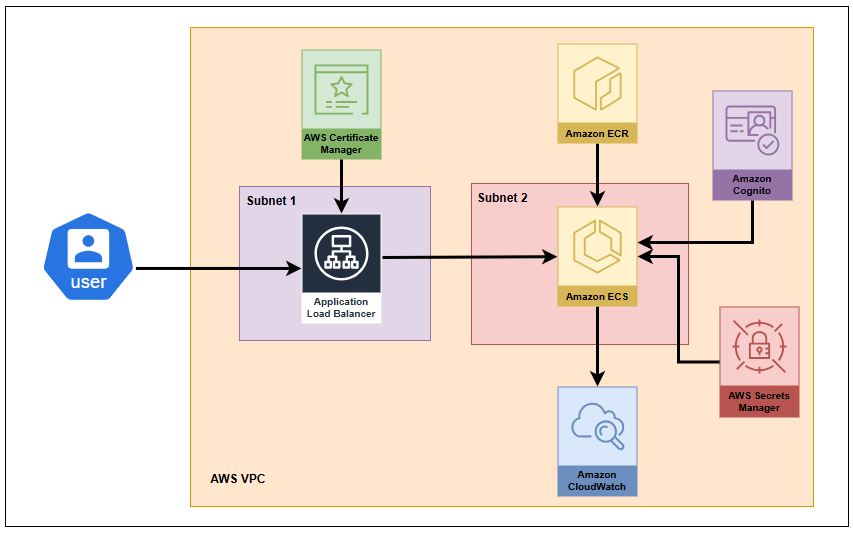 AWS Certificate
Manager
Amazon ECR
Amazon
Cognito
Subnet 1
Subnet 2
user
Application
Load Balancer
Amazon ECS
AWS Secrets
Manager
AWS VPC
Amazon
CloudWatch